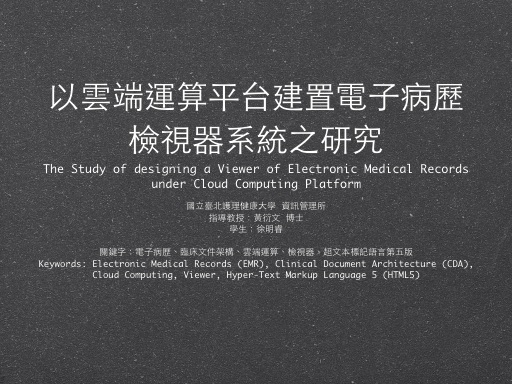 以雲端運算平台建置電子病歷
檢視器系統之研究
The Study of designing a Viewer of Electronic Medical Records
under Cloud Computing Platform
國立臺北護理健康大學 資訊管理所
指導教授：黃衍文 博士
學生：徐明睿
關鍵字：電子病歷、臨床文件架構、雲端運算、檢視器、超文本標記語言第五版
Keywords: Electronic Medical Records (EMR), Clinical Document Architecture (CDA),
Cloud Computing, Viewer, Hyper-Text Markup Language 5 (HTML5)